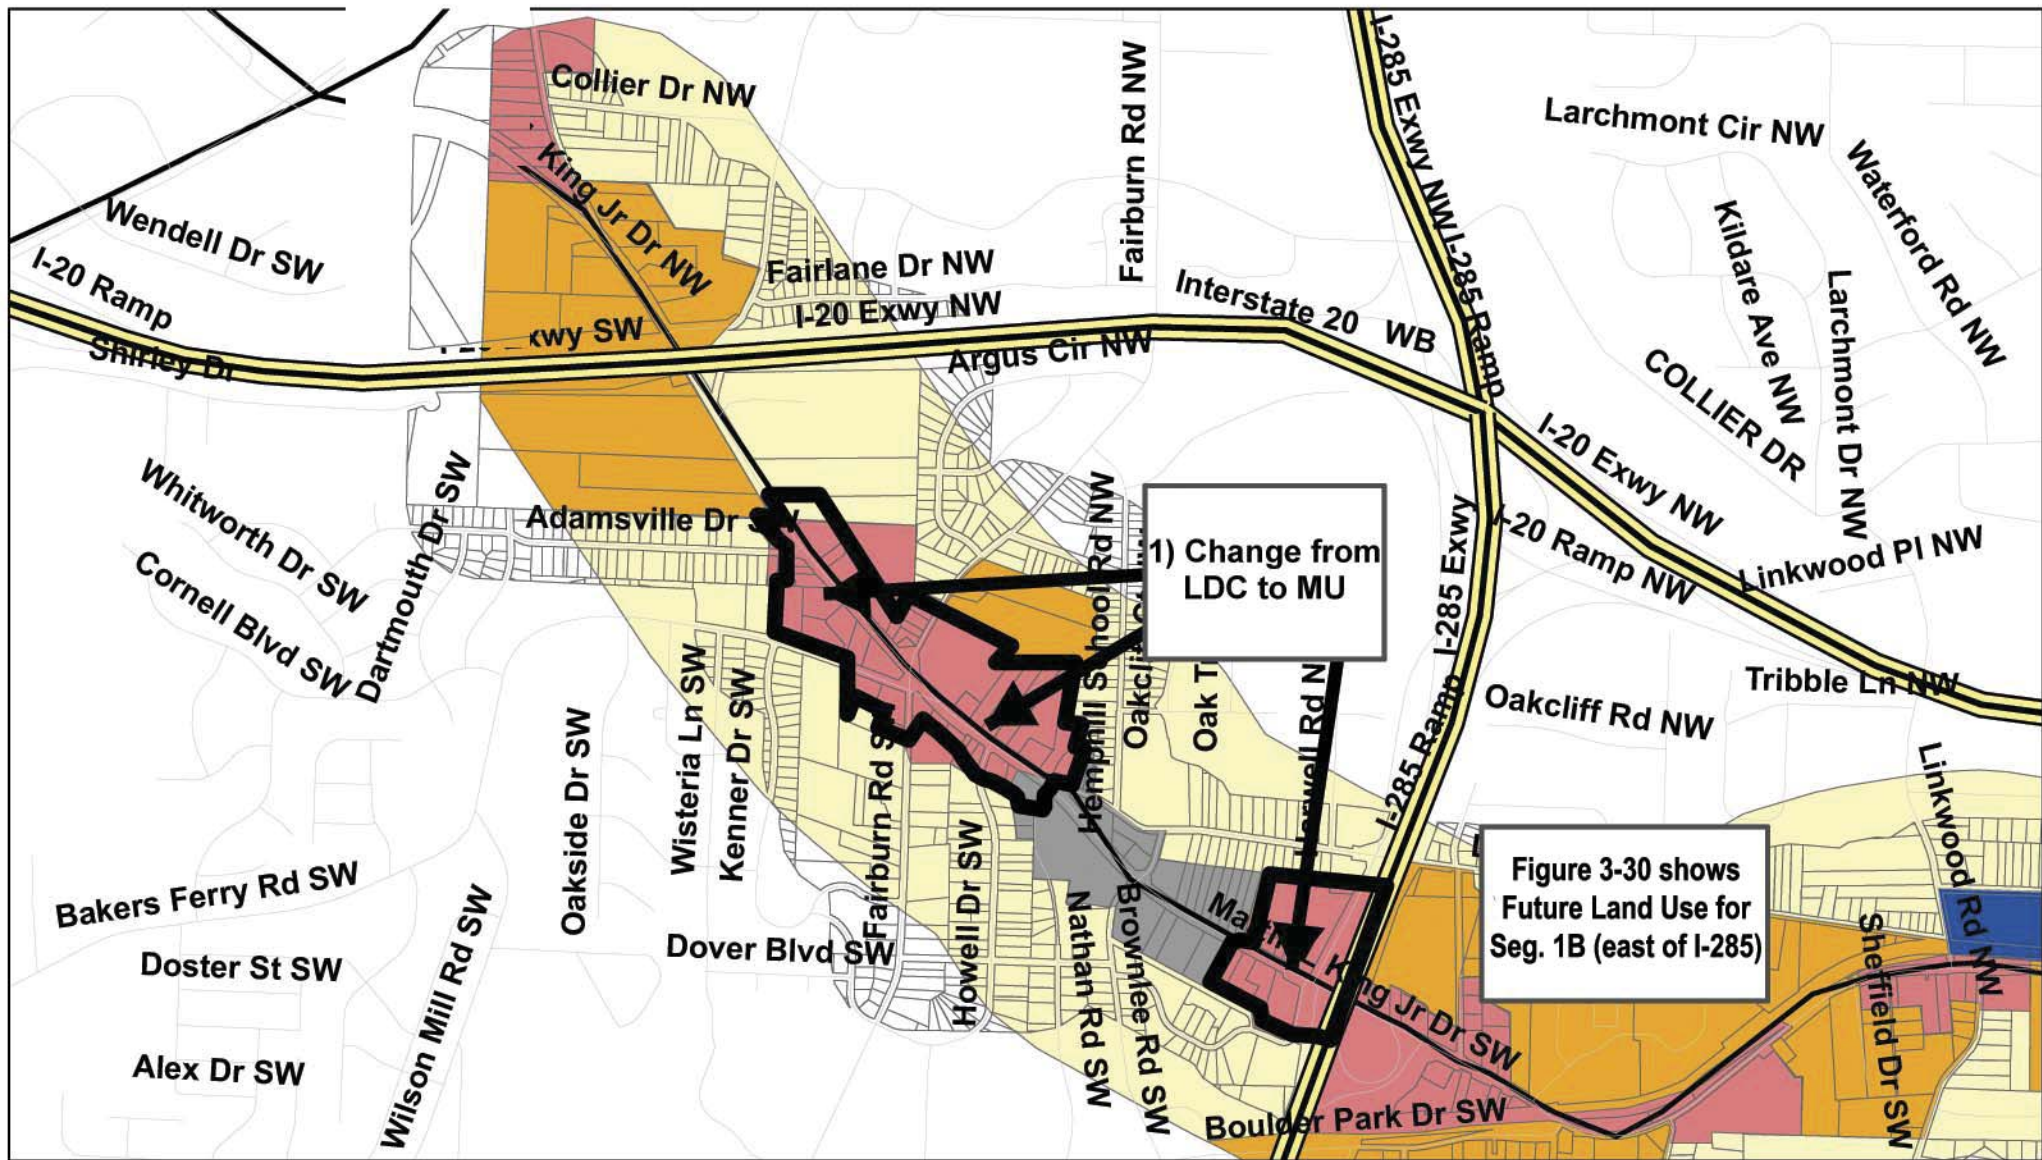 Collier Dr NW
King Jr Dr NW
Fairburn Rd NW
I-285 Exwy NW
I-285 Ramp
Larchmont Cir NW
Waterford Rd NW
Kildare Ave NW
Larchmont Dr NW
COLLIER DR
Wendell Dr SW
I-20 Ramp
Shirley Dr
xwy SW
Fairlane Dr NW
I-20 Exwy NW
Argus Cir NW
Interstate 20 WB
I-20 Exwy NW
I-20 Ramp NW
Linkwood Pl NW
Tribble Ln NW
Whitworth Dr SW
Cornell Blvd SW
Dartmouth Dr SW
Adamsville Dr SW
Hemphill School Rd NW
1) Change from
LDC to MU
I-285 Exwy
I-285 Ramp
Oakcliff Rd NW
Oak T
Harwell Rd N
Wisteria Ln SW
Kenner Dr SW
Oakside Dr SW
Fairburn Rd S
Howell Dr SW
Nathan Rd SW
Brownlee Rd SW
Bakers Ferry Rd SW
Doster St SW
Alex Dr SW
Wilson Mill Rd SW
Dover Blvd SW
Martin L King Jr Dr SW
Boulder Park Dr SW
Figure 3-30 shows
Future Land Use for
Seg. 1B (east of I-285)
Linkwood Rd NW
Sheffield Dr SW